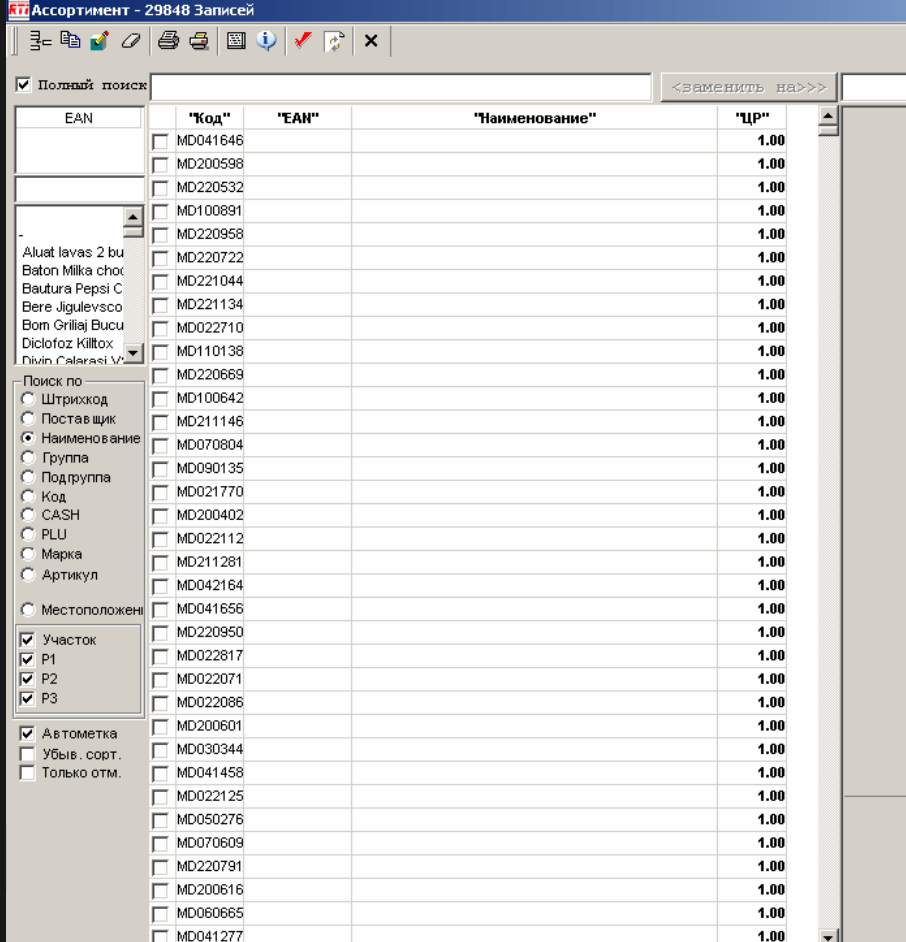 RTZ Ассортимент - 29848 Записей
Полный поиск
<заменить на>>>
EAN
"Код" "EAN" "Наименование" "ЦР"
MD041646 1.00
MD200598 1.00
MD220532 1.00
MD100891 1.00
MD220958 1.00
MD220722 1.00
MD221044 1.00
MD221134 1.00
MD022710 1.00
MD110138 1.00
MD220669 1.00
MD100642 1.00
MD211146 1.00
MD070804 1.00
MD090135 1.00
MD021770 1.00
MD200402 1.00
MD022112 1.00
MD211281 1.00
MD042164 1.00
MD041656 1.00
MD220950 1.00
MD022817 1.00
MD022071 1.00
MD022086 1.00
MD200601 1.00
MD030344 1.00
MD041458 1.00
MD022125 1.00
MD050276 1.00
MD070609 1.00
MD220791 1.00
MD200616 1.00
MD060665 1.00
MD041277 1.00
-
Aluat lavas 2 bu
Baton Milka choc
Bautura Pepsi C
Bere Jigulevsco
Bom Griliaj Bucu
Diclofoz Killtox
Divin Calarasi V
Поиск по
Штрихкод
Поставщик
Наименование
Группа
Подгруппа
Код
CASH
PLU
Марка
Артикул
Местоположен
Участок
P1
P2
P3
Автометка
Убыв. сорт.
Только отм.